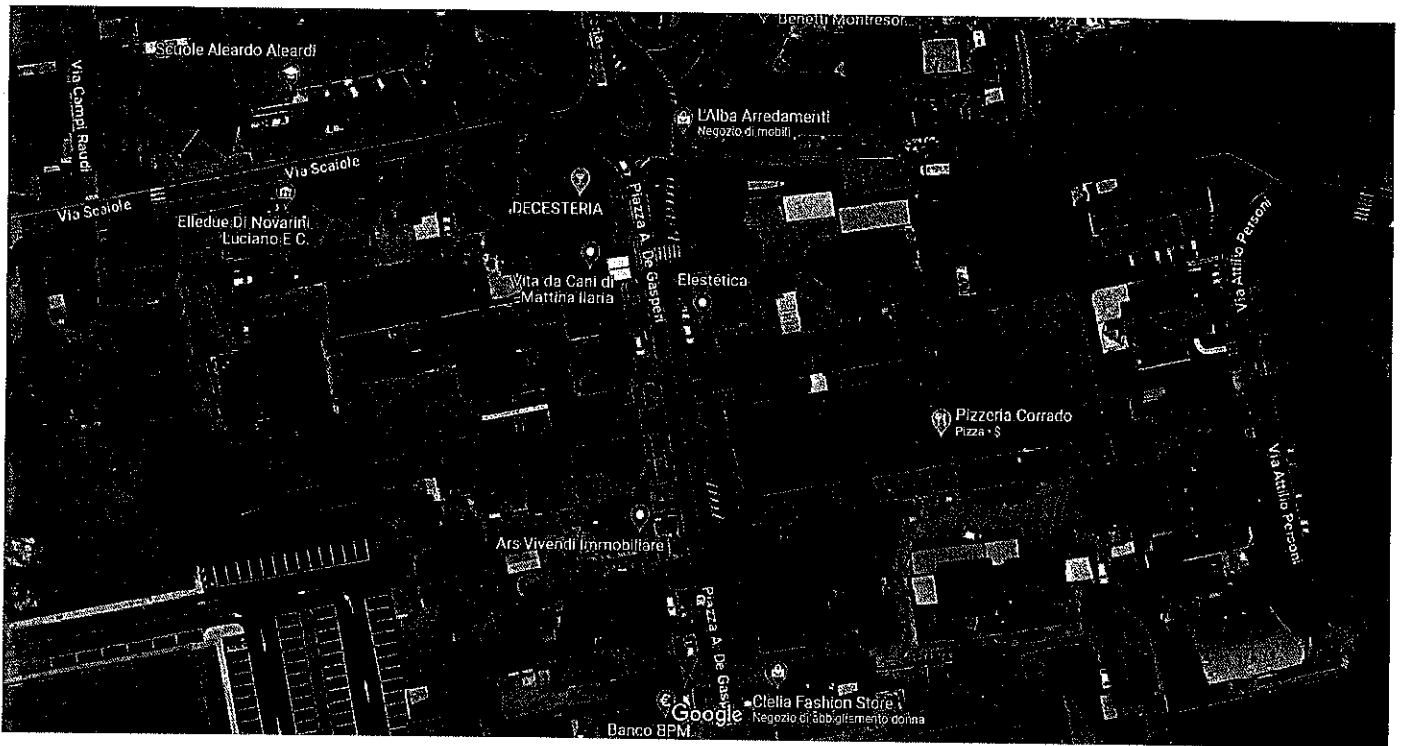 Benetti Montresor
Scuole Aleardo Aleardi
Via Campi Raudi
L'Alba Arredamenti
Negozio di mobili
Via Scaiole
Via Scaiole
DECESTERIA
Piazza A. De Gasperi
Via Attilio Personi
Elledue Di Novarini
Luciano E C.
Vita da Cani di
Mattina Ilaria
Elestetica
Pizzeria Corrado
Pizza • $
Via Attilio Personi
Ars Vivendi Immobiliare
Piazza A. De Gasp
Clelia Fashion Store
Negozio di abbigliamento donna
Google
Banco BPM